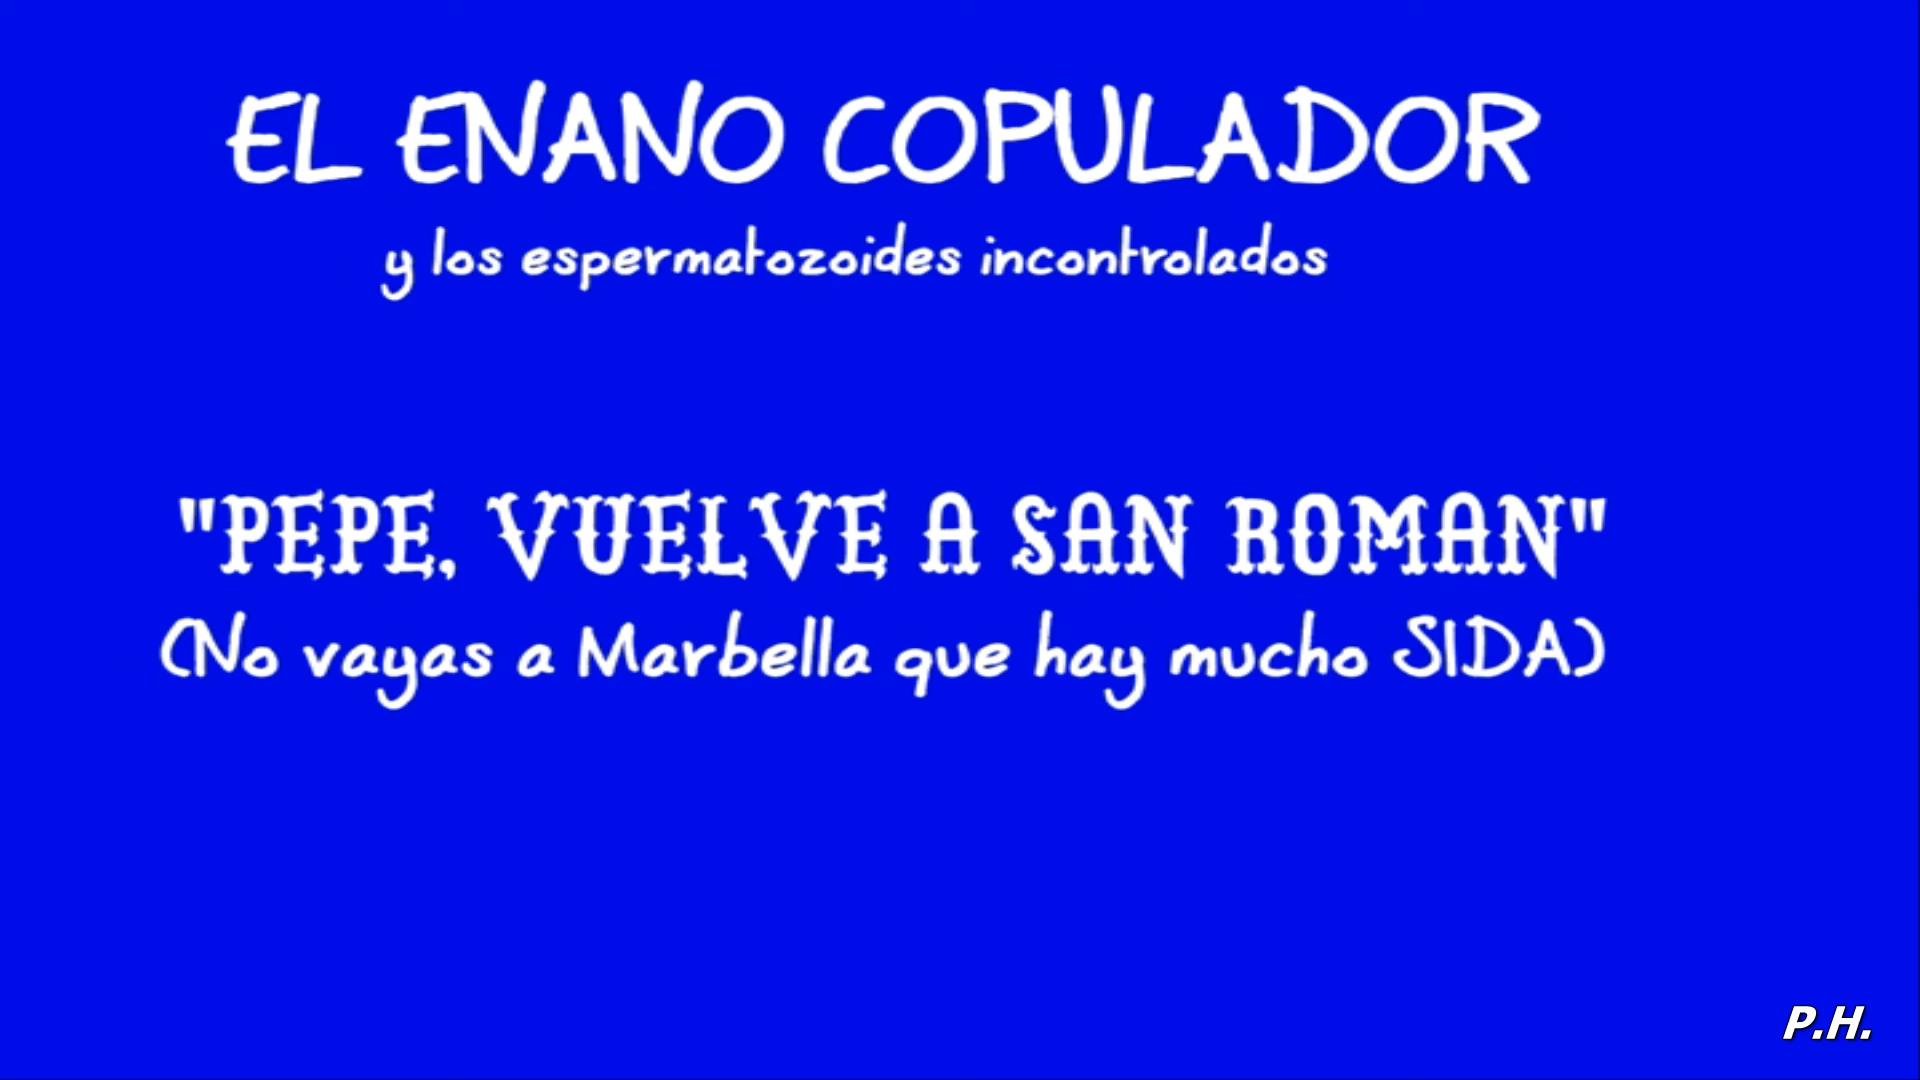 EL ENANO COPULADOR
y los espermatozoides incontrolados
"PEPE, VUELVE A SAN ROMAN"
(No vayas a Marbella que hay mucho SIDA)
P.H.